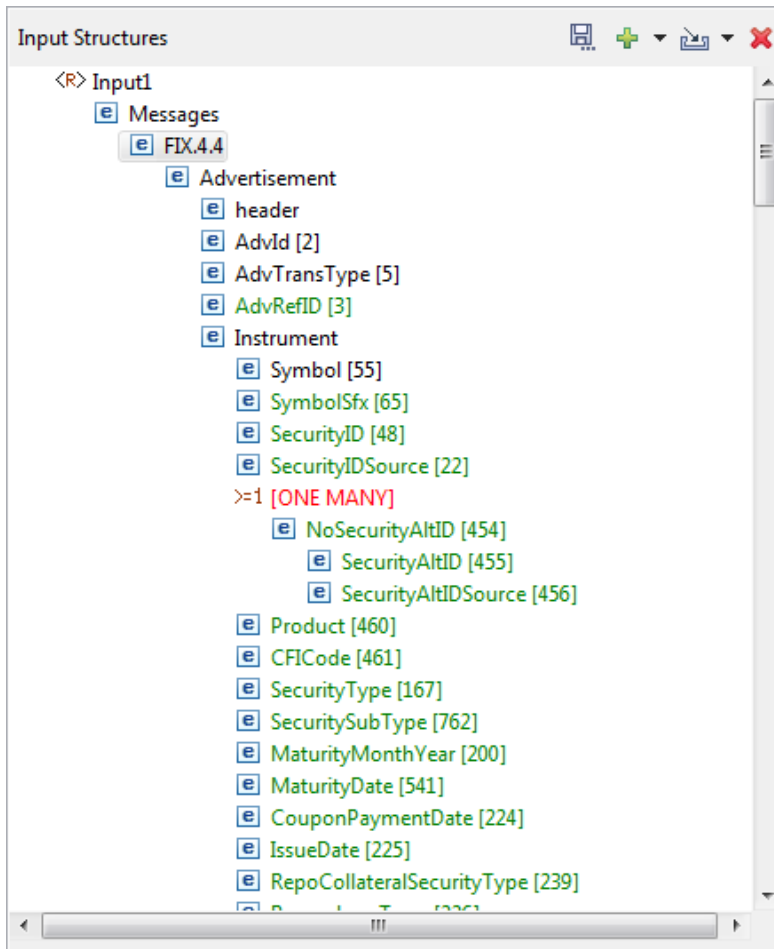 Input Structures
<R> Input1
e Messages
e FIX.4.4
e Advertisement
e header
e AdvId [2]
e AdvTransType [5]
e AdvRefID [3]
e Instrument
e Symbol [55]
e SymbolSfx [65]
e SecurityID [48]
e SecurityIDSource [22]
>=1 [ONE MANY]
e NoSecurityAltID [454]
e SecurityAltID [455]
e SecurityAltIDSource [456]
e Product [460]
e CFICode [461]
e SecurityType [167]
e SecuritySubType [762]
e MaturityMonthYear [200]
e MaturityDate [541]
e CouponPaymentDate [224]
e IssueDate [225]
e RepoCollateralSecurityType [239]